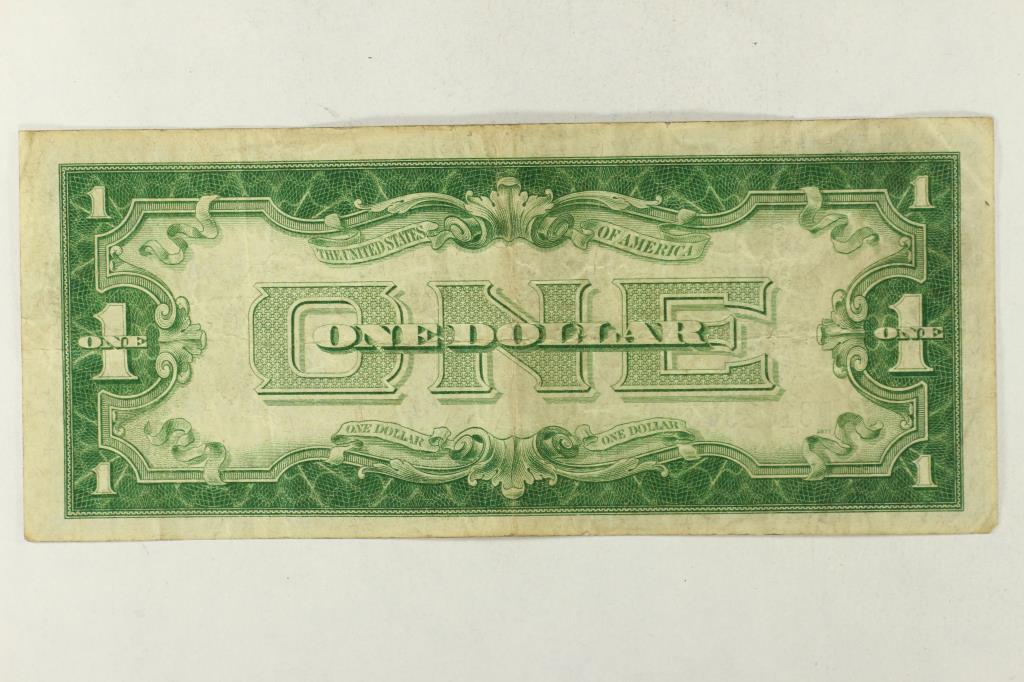 1 1
THE UNITED STATES OF AMERICA
ONE
ONE DOLLAR
1 ONE 1 ONE
ONE DOLLAR ONE DOLLAR
1 1